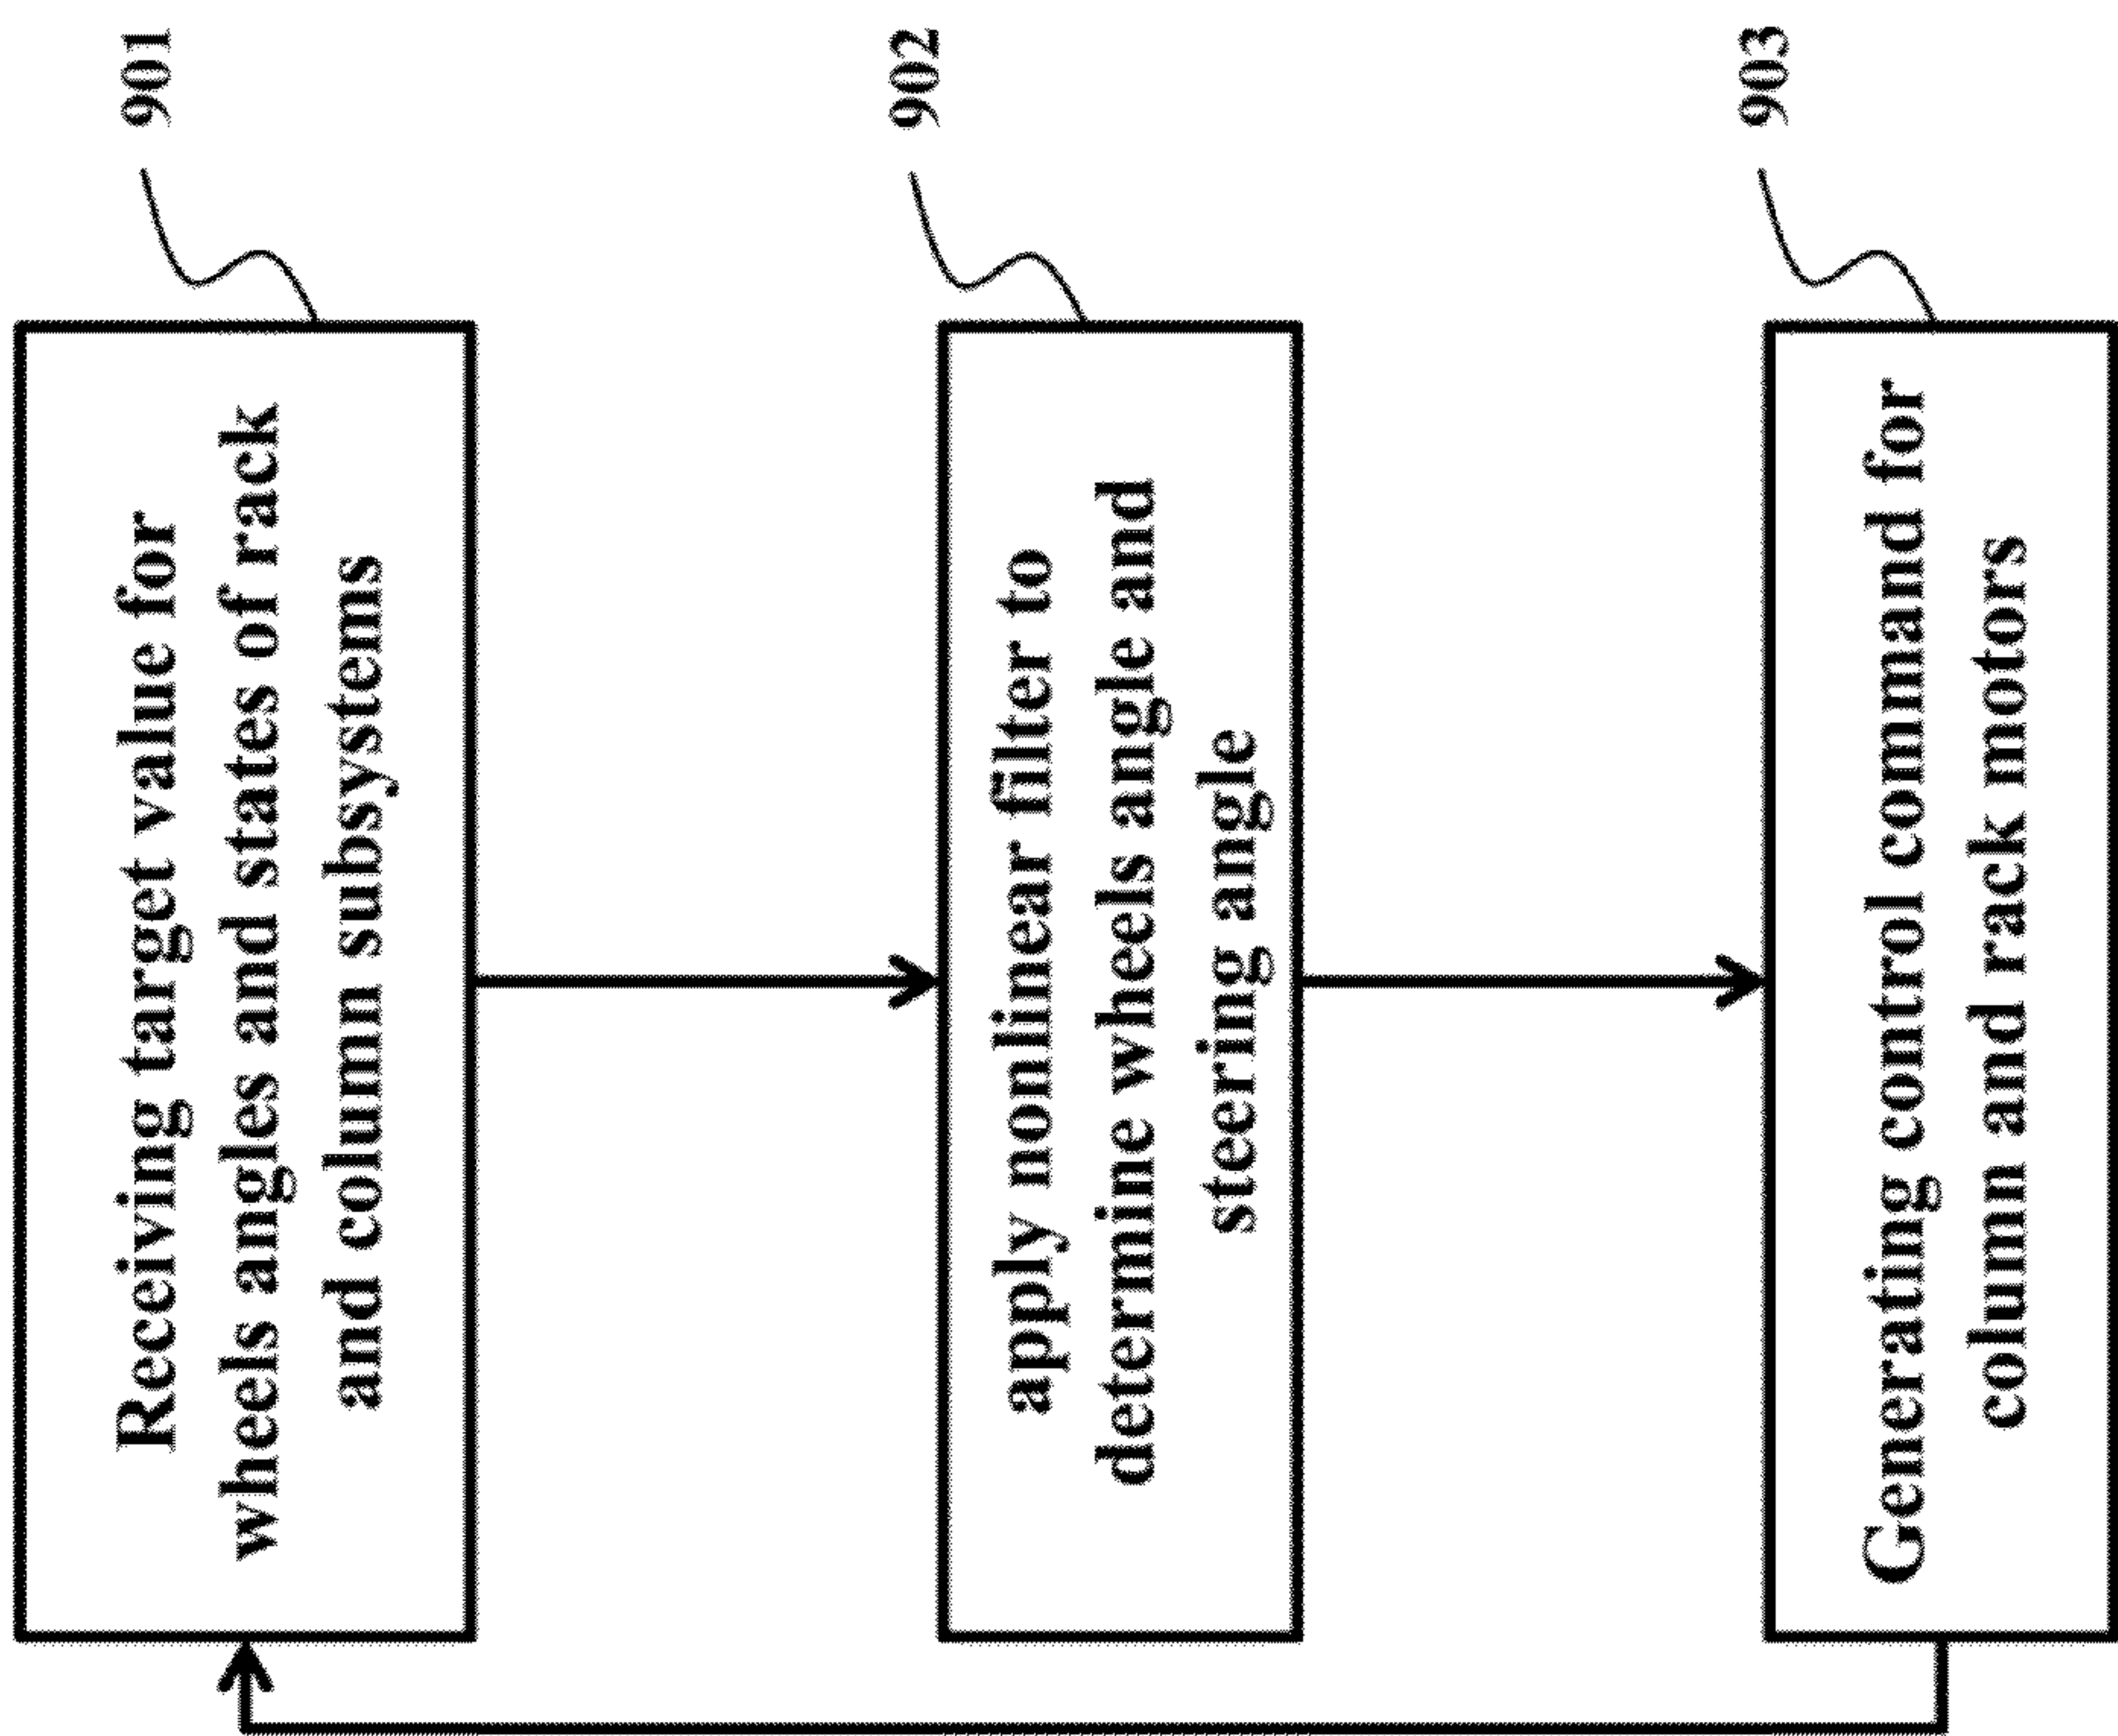 901
Receiving target value for
wheels angles and states of rack
and column subsystems
902
apply nonlinear filter to
determine wheels angle and
steering angle
903
Generating control command for
column and rack motors